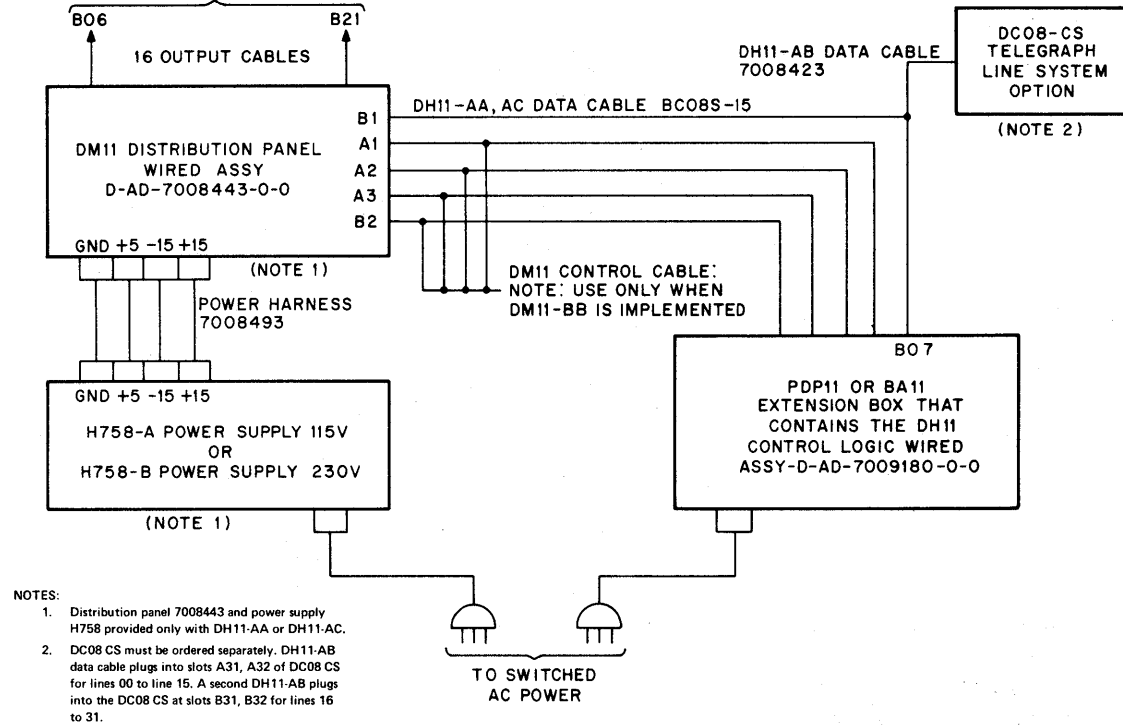 B06
B21
16 OUTPUT CABLES
DM11 DISTRIBUTION PANEL
WIRED ASSY
D-AD-7008443-0-0
B1
A1
A2
A3
B2
GND +5 -15 +15
(NOTE 1)
DH11-AA, AC DATA CABLE BC08S-15
DH11-AB DATA CABLE
7008423
DC08-CS
TELEGRAPH
LINE SYSTEM
OPTION
(NOTE 2)
DM11 CONTROL CABLE:
NOTE: USE ONLY WHEN
DM11-BB IS IMPLEMENTED
POWER HARNESS
7008493
GND +5 -15 +15
H758-A POWER SUPPLY 115V
OR
H758-B POWER SUPPLY 230V
(NOTE 1)
B07
PDP11 OR BA11
EXTENSION BOX THAT
CONTAINS THE DH11
CONTROL LOGIC WIRED
ASSY-D-AD-7009180-0-0
TO SWITCHED
AC POWER
NOTES:
1. Distribution panel 7008443 and power supply
H758 provided only with DH11-AA or DH11-AC.
2. DC08 CS must be ordered separately. DH11-AB
data cable plugs into slots A31, A32 of DC08 CS
for lines 00 to line 15. A second DH11-AB plugs
into the DC08 CS at slots B31, B32 for lines 16
to 31.